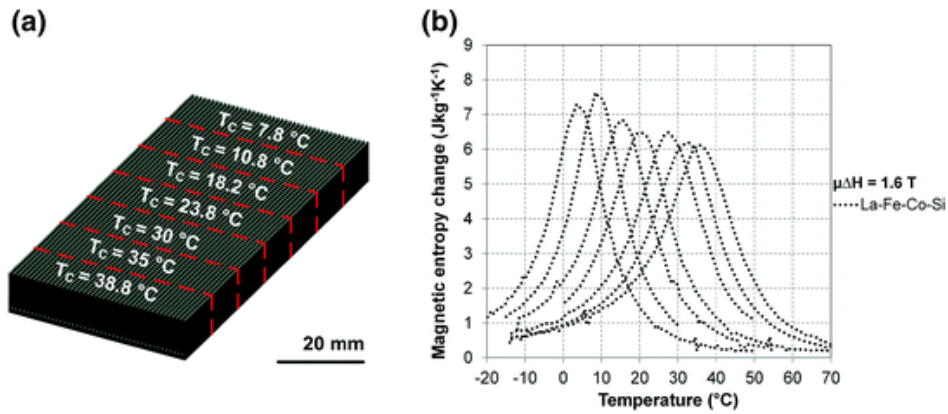 (a)
T_C = 7.8 °C
T_C = 10.8 °C
T_C = 18.2 °C
T_C = 23.8 °C
T_C = 30 °C
T_C = 35 °C
T_C = 38.8 °C
20 mm
(b)
Magnetic entropy change (Jkg⁻¹K⁻¹)
9
8
7
6
5
4
3
2
1
0
-20 -10 0 10 20 30 40 50 60 70
Temperature (°C)
μΔH = 1.6 T
La-Fe-Co-Si